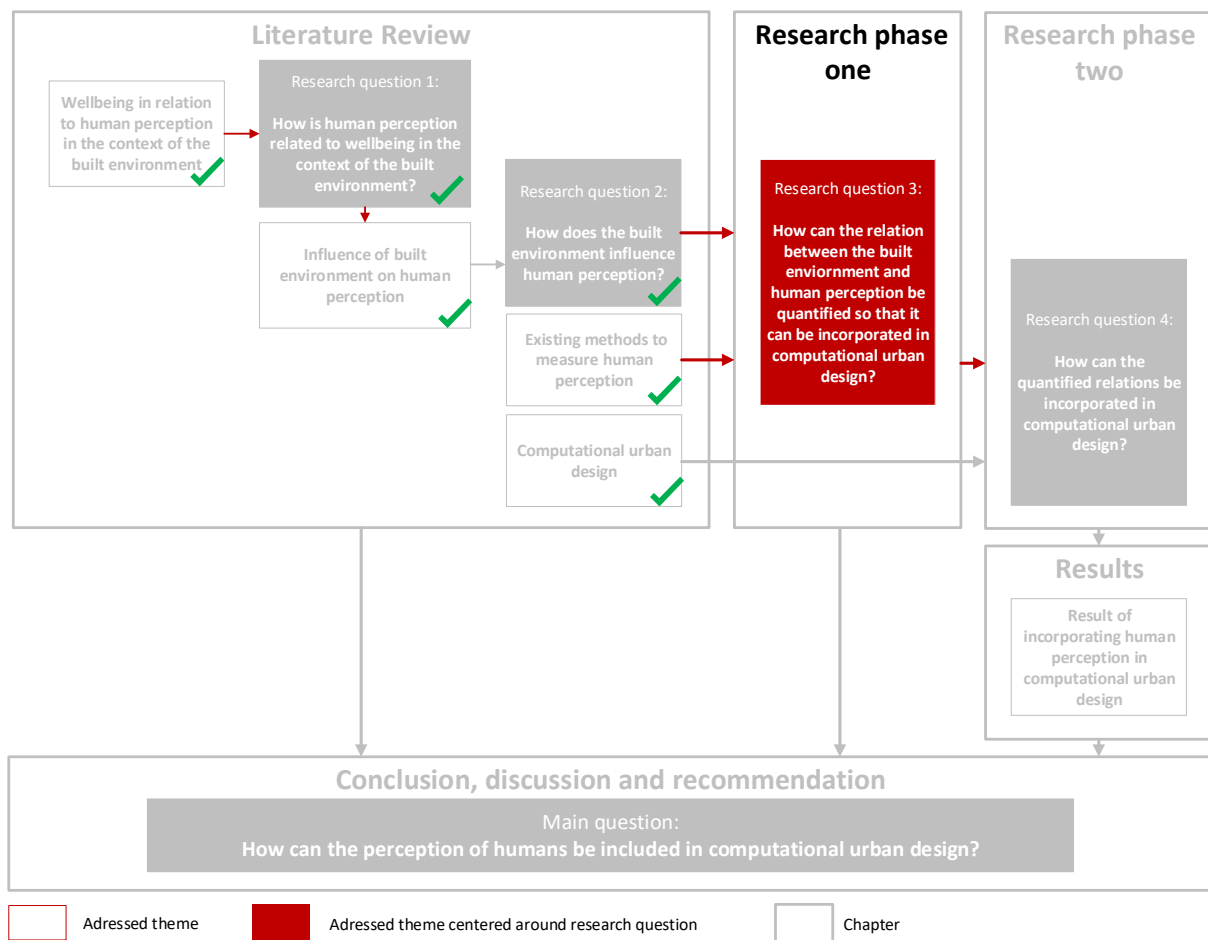 Literature Review
Wellbeing in relation
to human perception
in the context of the
built environment
Research question 1:
How is human perception
related to wellbeing in the
context of the built
environment?
Influence of built
environment on human
perception
Research question 2:
How does the built
environment influence
human perception?
Existing methods to
measure human
perception
Computational urban
design
Research phase
one
Research question 3:
How can the relation
between the built
enviornment and
human perception be
quantified so that it
can be incorporated in
computational urban
design?
Research phase
two
Research question 4:
How can the
quantified relations be
incorporated in
computational urban
design?
Results
Result of
incorporating human
perception in
computational urban
design
Conclusion, discussion and recommendation
Main question:
How can the perception of humans be included in computational urban design?
Adressed theme
Adressed theme centered around research question
Chapter